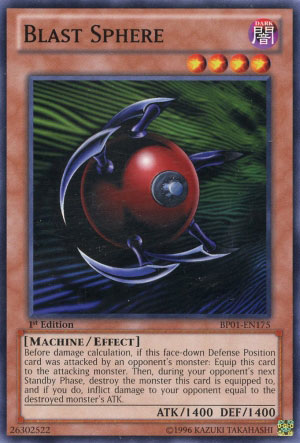 BLAST SPHERE
DARK
闇
1st Edition
BP01-EN175
[MACHINE/EFFECT]
Before damage calculation, if this face-down Defense Position
card was attacked by an opponent's monster: Equip this card
to the attacking monster. Then, during your opponent's next
Standby Phase, destroy the monster this card is equipped to,
and if you do, inflict damage to your opponent equal to the
destroyed monster's ATK.
ATK/1400 DEF/1400
26302522
©1996 KAZUKI TAKAHASHI